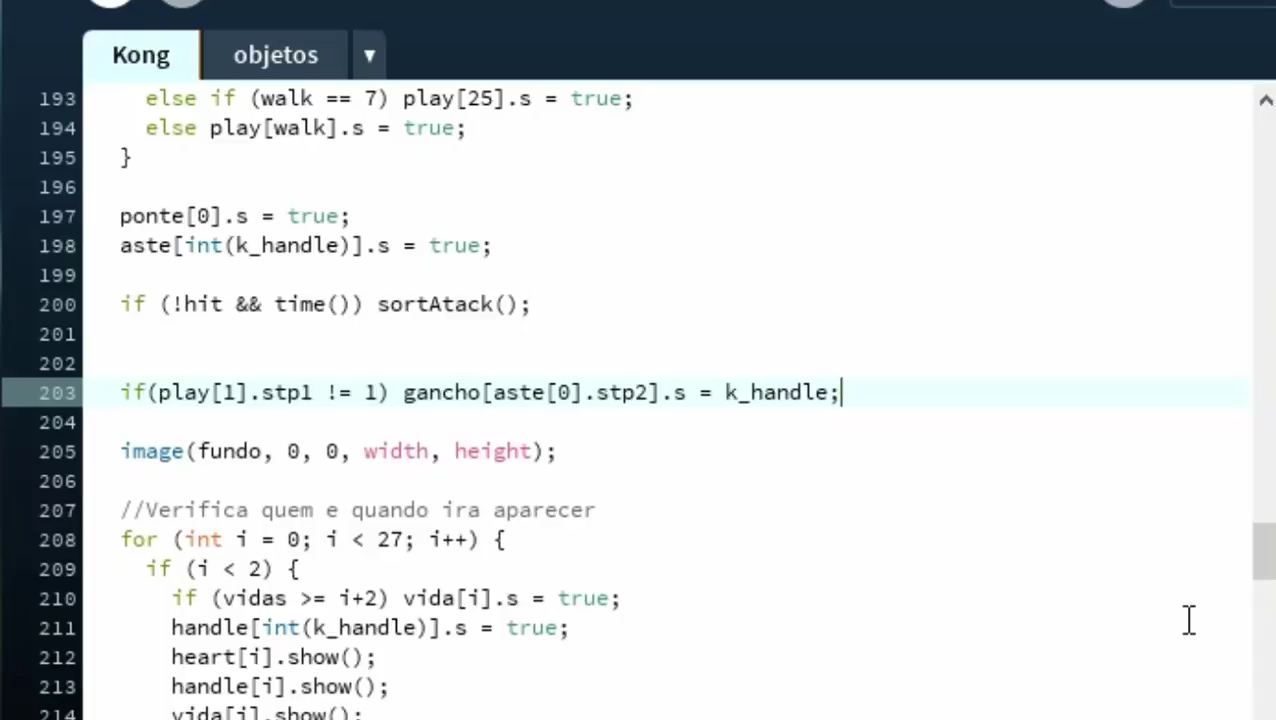 Kong objetos ▼
193 else if (walk == 7) play[25].s = true;
194 else play[walk].s = true;
195 }
196
197 ponte[0].s = true;
198 aste[int(k_handle)].s = true;
199
200 if (!hit && time()) sortAtack();
201
202
203 if(play[1].stp1 != 1) gancho[aste[0].stp2].s = k_handle;
204
205 image(fundo, 0, 0, width, height);
206
207 //Verifica quem e quando ira aparecer
208 for (int i = 0; i < 27; i++) {
209 if (i < 2) {
210 if (vidas >= i+2) vida[i].s = true;
211 handle[int(k_handle)].s = true;
212 heart[i].show();
213 handle[i].show();
214 vida[i].show();